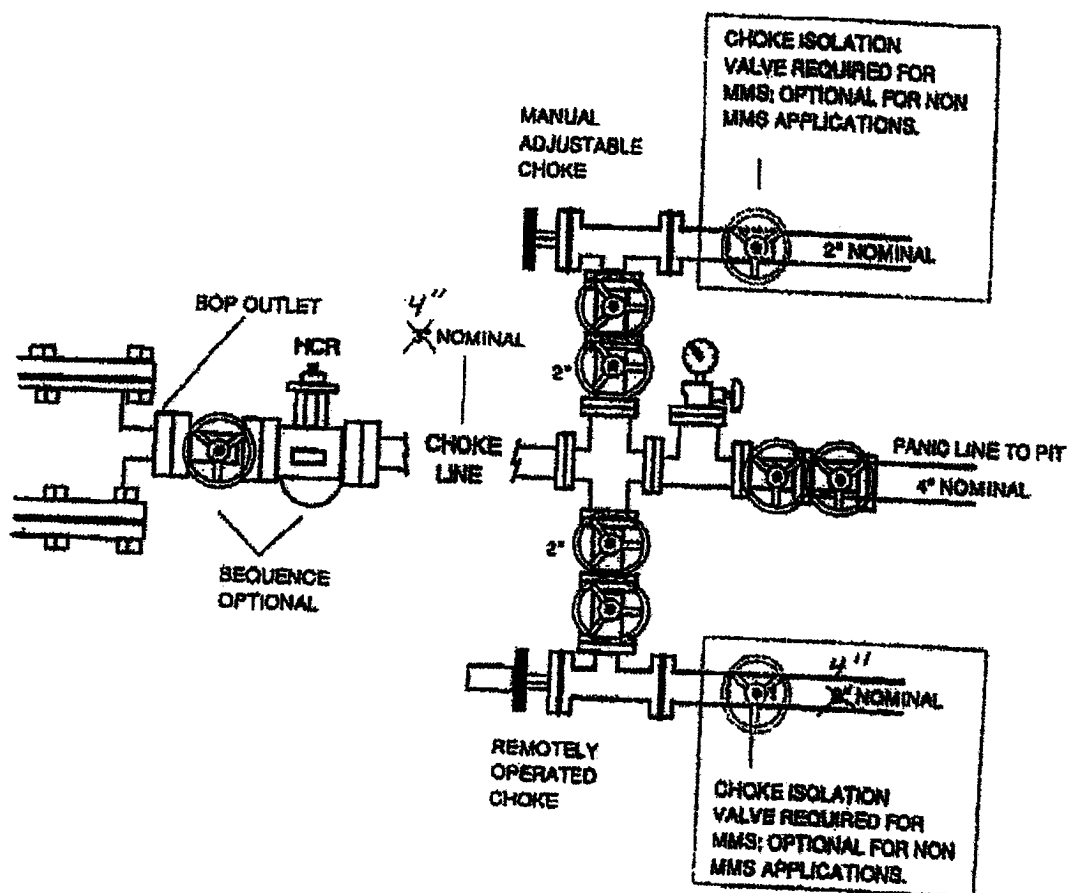 CHOKE ISOLATION
VALVE REQUIRED FOR
MMS; OPTIONAL FOR NON
MMS APPLICATIONS.
MANUAL
ADJUSTABLE
CHOKE
2" NOMINAL
BOP OUTLET
4"
3" NOMINAL
HCR
2"
CHOKE
LINE
PANIC LINE TO PIT
4" NOMINAL
2"
SEQUENCE
OPTIONAL
4"
NOMINAL
REMOTELY
OPERATED
CHOKE
CHOKE ISOLATION
VALVE REQUIRED FOR
MMS; OPTIONAL FOR NON
MMS APPLICATIONS.